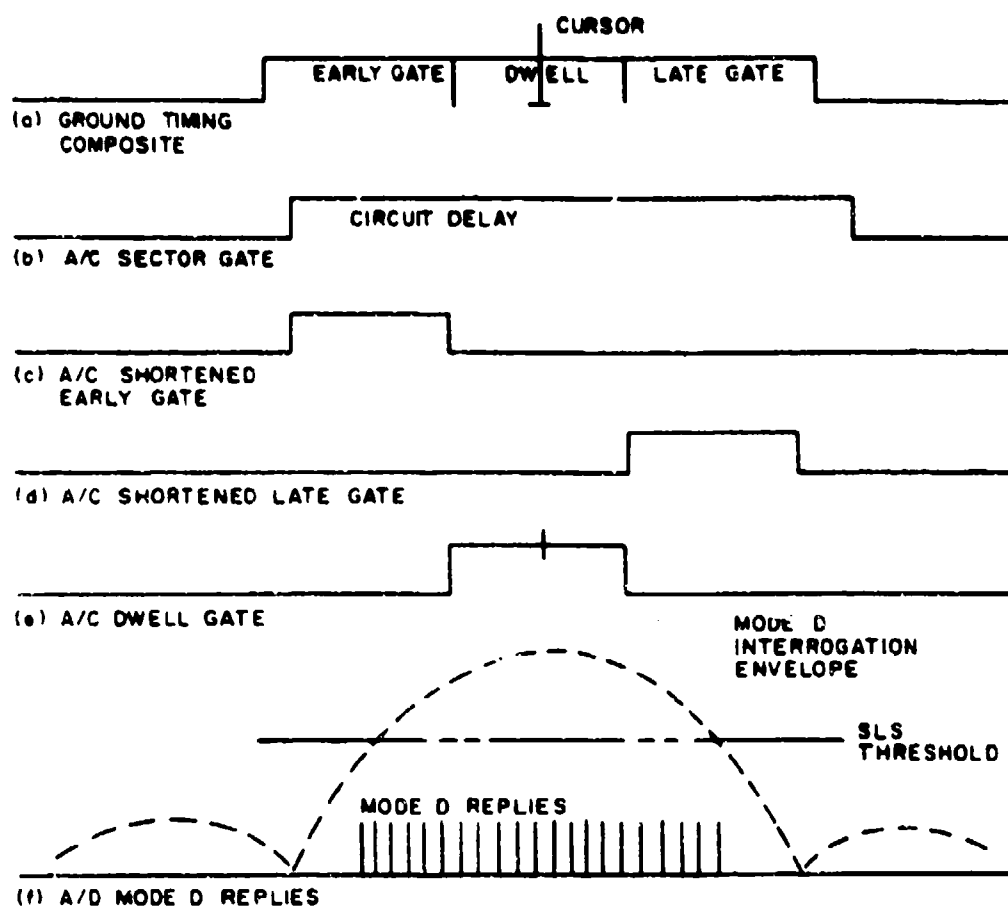 CURSOR
EARLY GATE DWELL LATE GATE
(a) GROUND TIMING
COMPOSITE
CIRCUIT DELAY
(b) A/C SECTOR GATE
(c) A/C SHORTENED
EARLY GATE
(d) A/C SHORTENED LATE GATE
(e) A/C DWELL GATE
MODE D
INTERROGATION
ENVELOPE
SLS
THRESHOLD
MODE D REPLIES
(f) A/D MODE D REPLIES